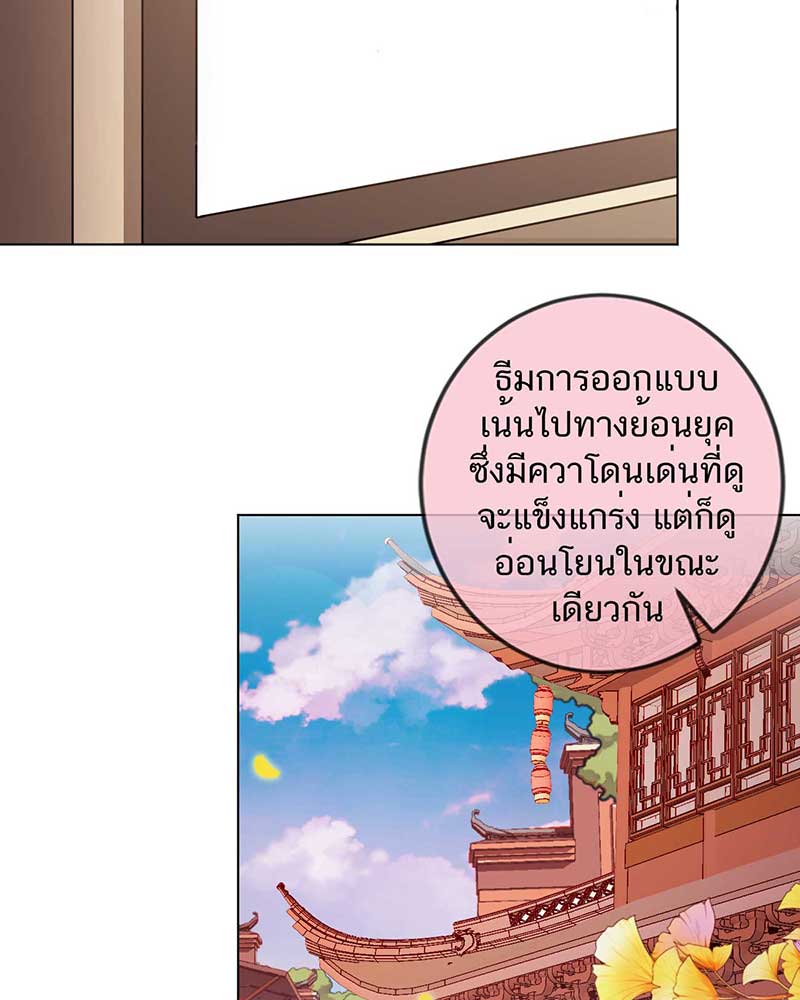 ธีมการออกแบบ
เน้นไปทางย้อนยุค
ซึ่งมีควาโดนเด่นที่ดู
จะแข็งแกร่ง แต่ก็ดู
อ่อนโยนในขณะ
เดียวกัน